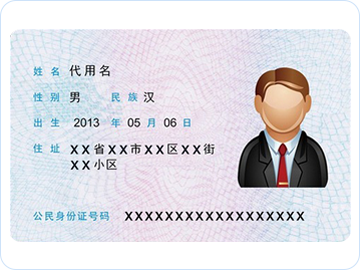 姓 名 代用名
性 别 男 民 族 汉
出 生 2013 年 05 月 06 日
住 址 XX省XX市XX区XX街
XX小区
公民身份证号码 XXXXXXXXXXXXXXXXXX